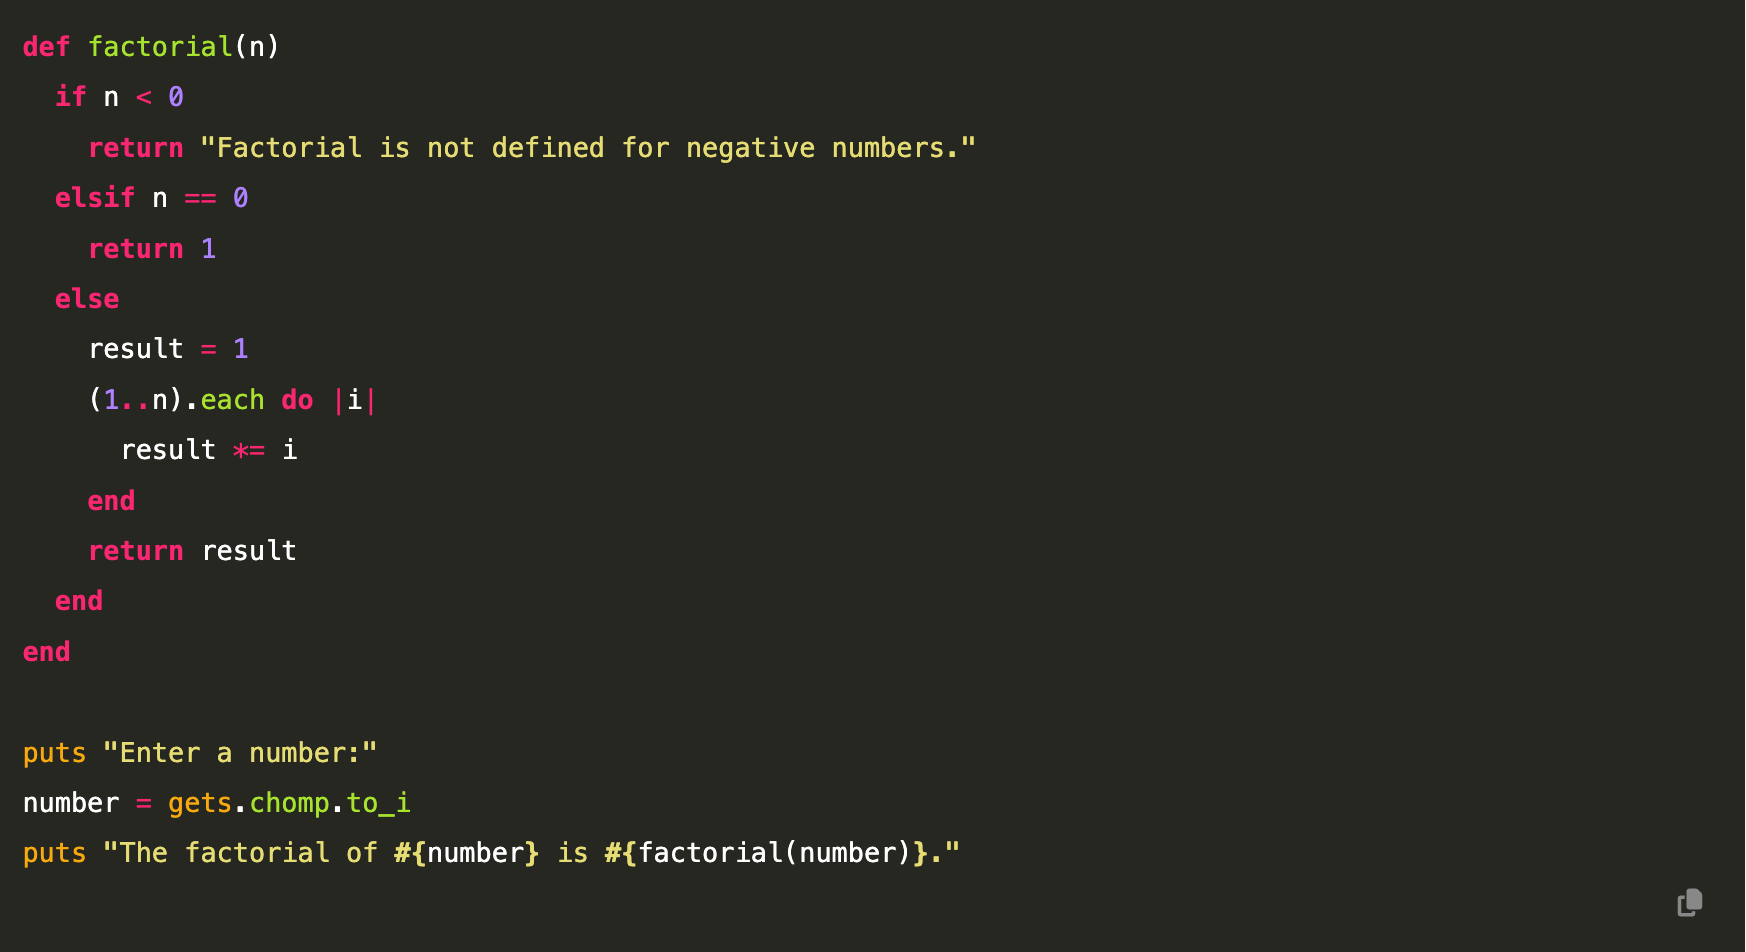 def factorial(n)
  if n < 0
    return "Factorial is not defined for negative numbers."
  elsif n == 0
    return 1
  else
    result = 1
    (1..n).each do |i|
      result *= i
    end
    return result
  end
end

puts "Enter a number:"
number = gets.chomp.to_i
puts "The factorial of #{number} is #{factorial(number)}."